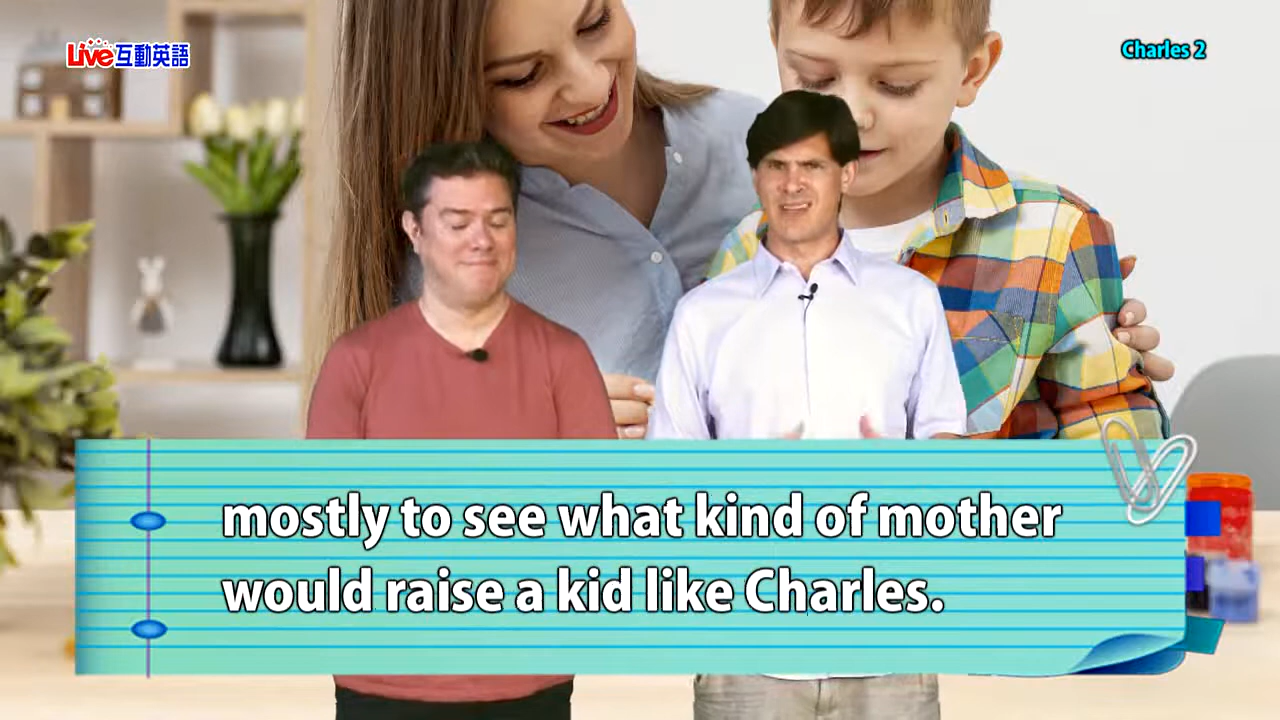 Live互動英語
Charles 2
mostly to see what kind of mother
would raise a kid like Charles.